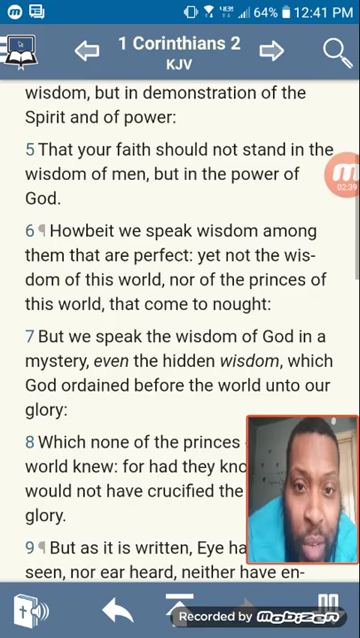 64% 12:41 PM
1 Corinthians 2
KJV
wisdom, but in demonstration of the
Spirit and of power:
02:39
5 That your faith should not stand in the
wisdom of men, but in the power of
God.
6 ¶ Howbeit we speak wisdom among
them that are perfect: yet not the wis-
dom of this world, nor of the princes of
this world, that come to nought:
7 But we speak the wisdom of God in a
mystery, even the hidden wisdom, which
God ordained before the world unto our
glory:
8 Which none of the princes
world knew: for had they kno
would not have crucified the
glory.
9 ¶ But as it is written, Eye ha
seen, nor ear heard, neither have en-
Recorded by Mobizen